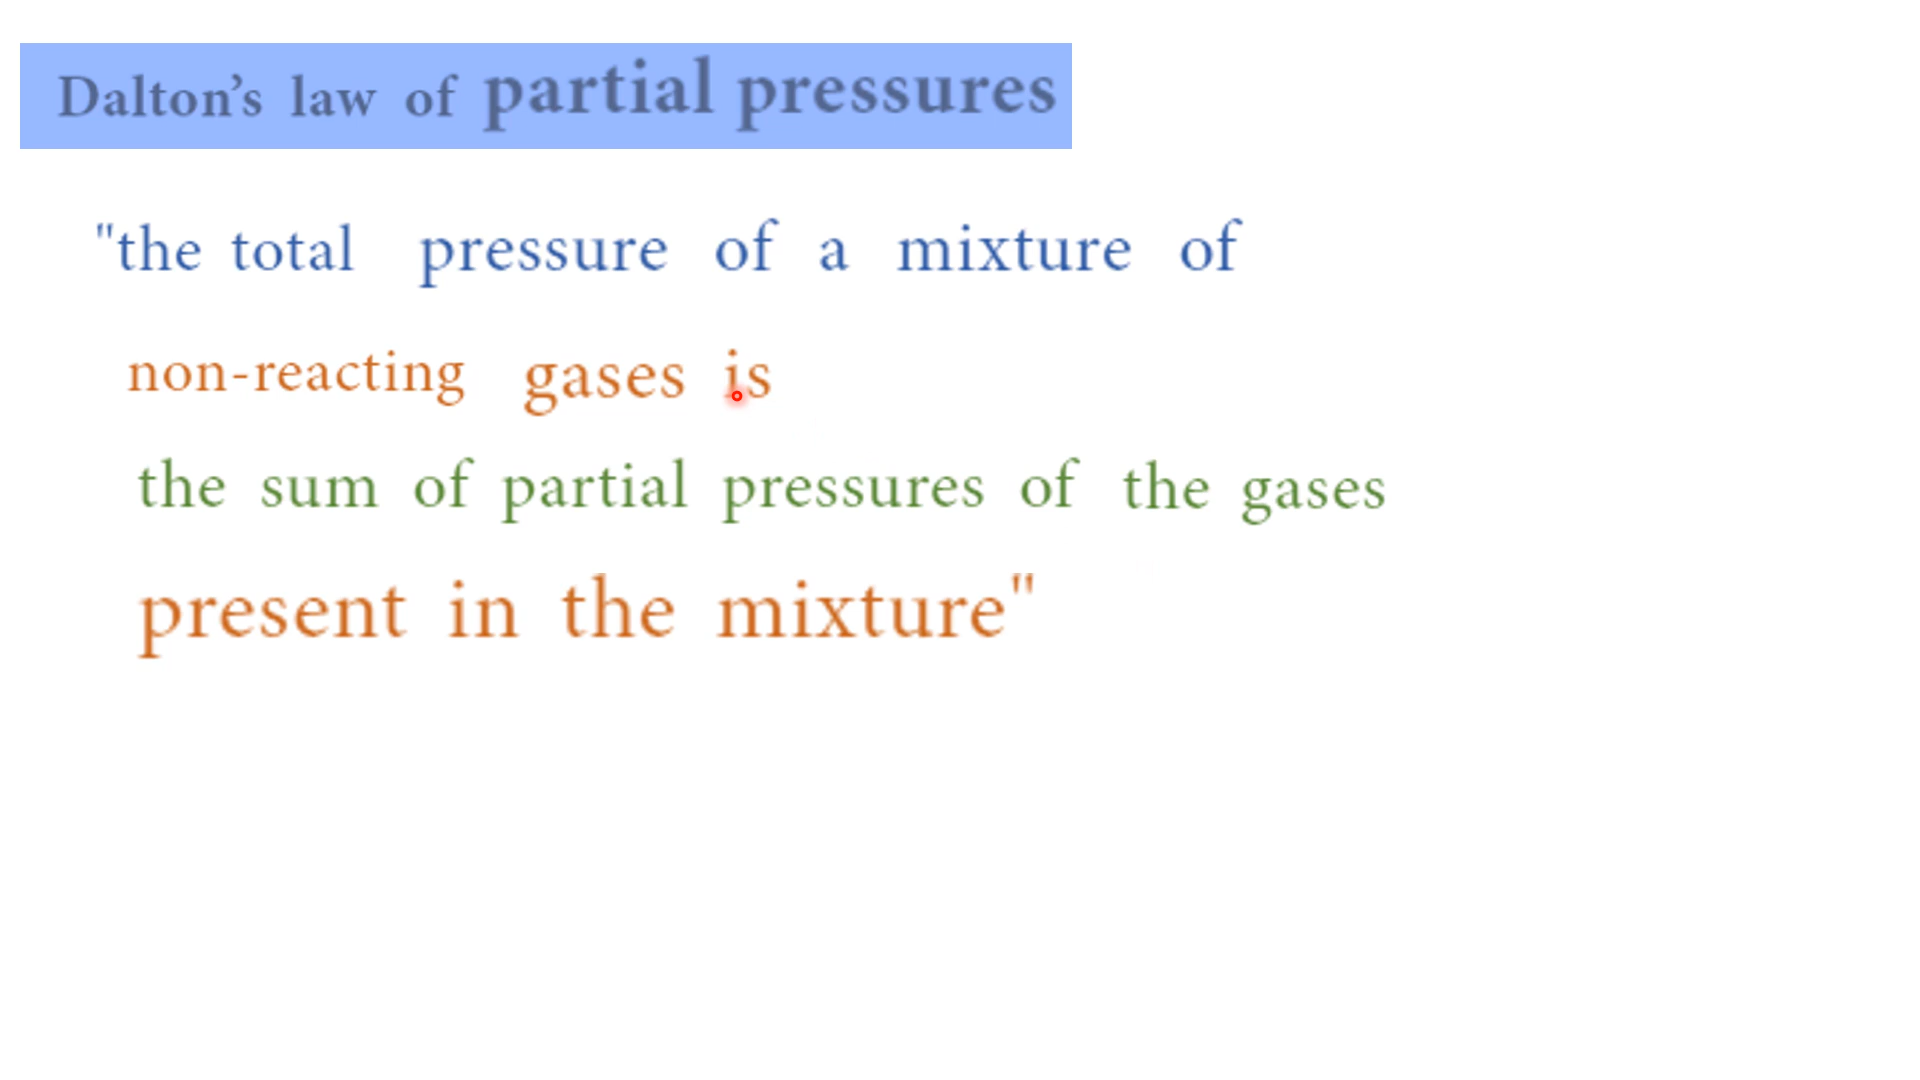 Dalton’s law of partial pressures
"the total pressure of a mixture of
non-reacting gases is
the sum of partial pressures of the gases
present in the mixture"